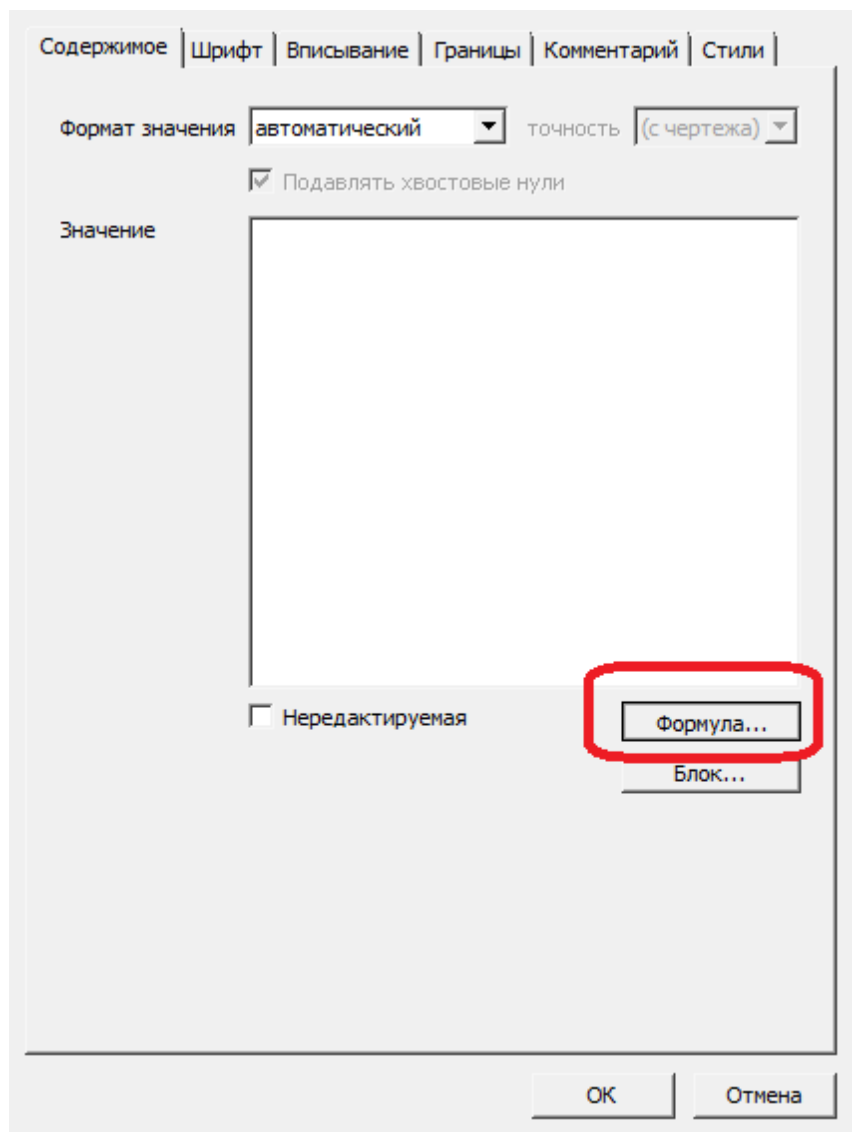 Содержимое Шрифт Вписывание Границы Комментарий Стили
Формат значения автоматический точность (с чертежа)
Подавлять хвостовые нули
Значение
Нередактируемая Формула...
Блок...
ОК Отмена